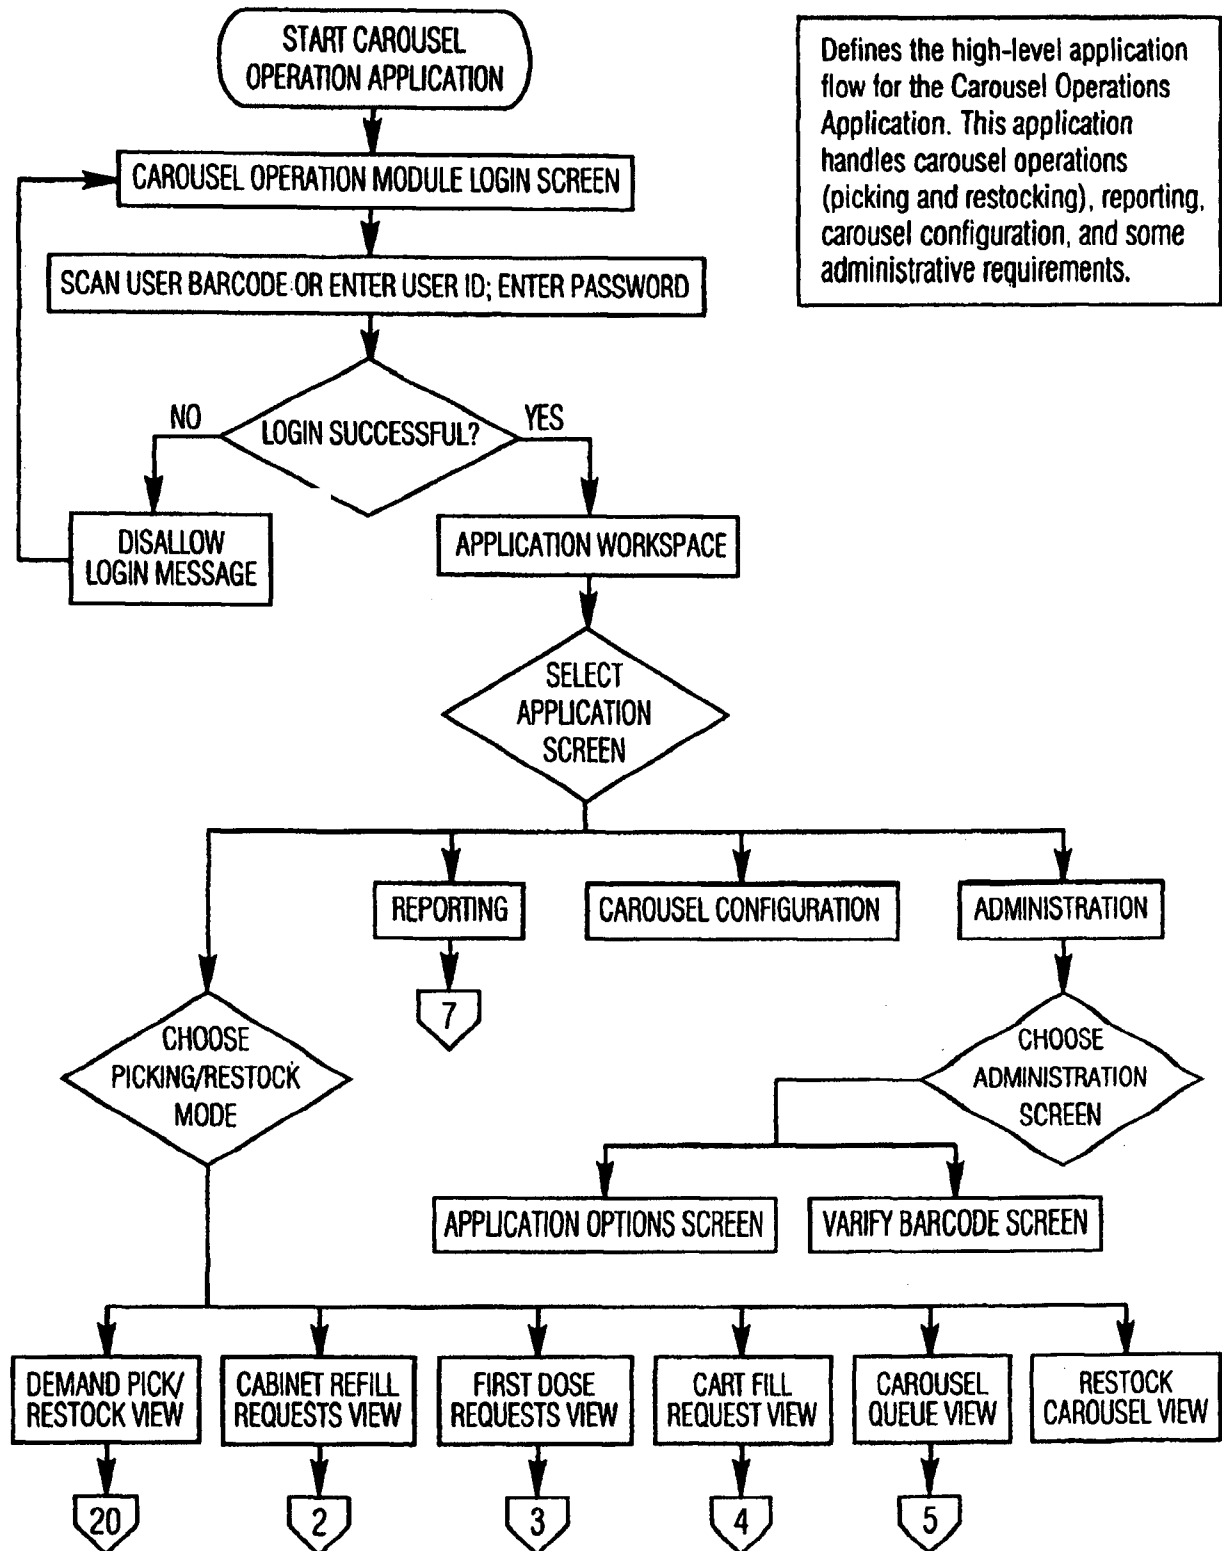 START CAROUSEL
OPERATION APPLICATION
Defines the high-level application
flow for the Carousel Operations
Application. This application
handles carousel operations
(picking and restocking), reporting,
carousel configuration, and some
administrative requirements.
CAROUSEL OPERATION MODULE LOGIN SCREEN
SCAN USER BARCODE OR ENTER USER ID; ENTER PASSWORD
NO
LOGIN SUCCESSFUL?
YES
DISALLOW
LOGIN MESSAGE
APPLICATION WORKSPACE
SELECT
APPLICATION
SCREEN
REPORTING
CAROUSEL CONFIGURATION
ADMINISTRATION
7
CHOOSE
PICKING/RESTOCK
MODE
CHOOSE
ADMINISTRATION
SCREEN
APPLICATION OPTIONS SCREEN
VARIFY BARCODE SCREEN
DEMAND PICK/
RESTOCK VIEW
CABINET REFILL
REQUESTS VIEW
FIRST DOSE
REQUESTS VIEW
CART FILL
REQUEST VIEW
CAROUSEL
QUEUE VIEW
RESTOCK
CAROUSEL VIEW
20
2
3
4
5